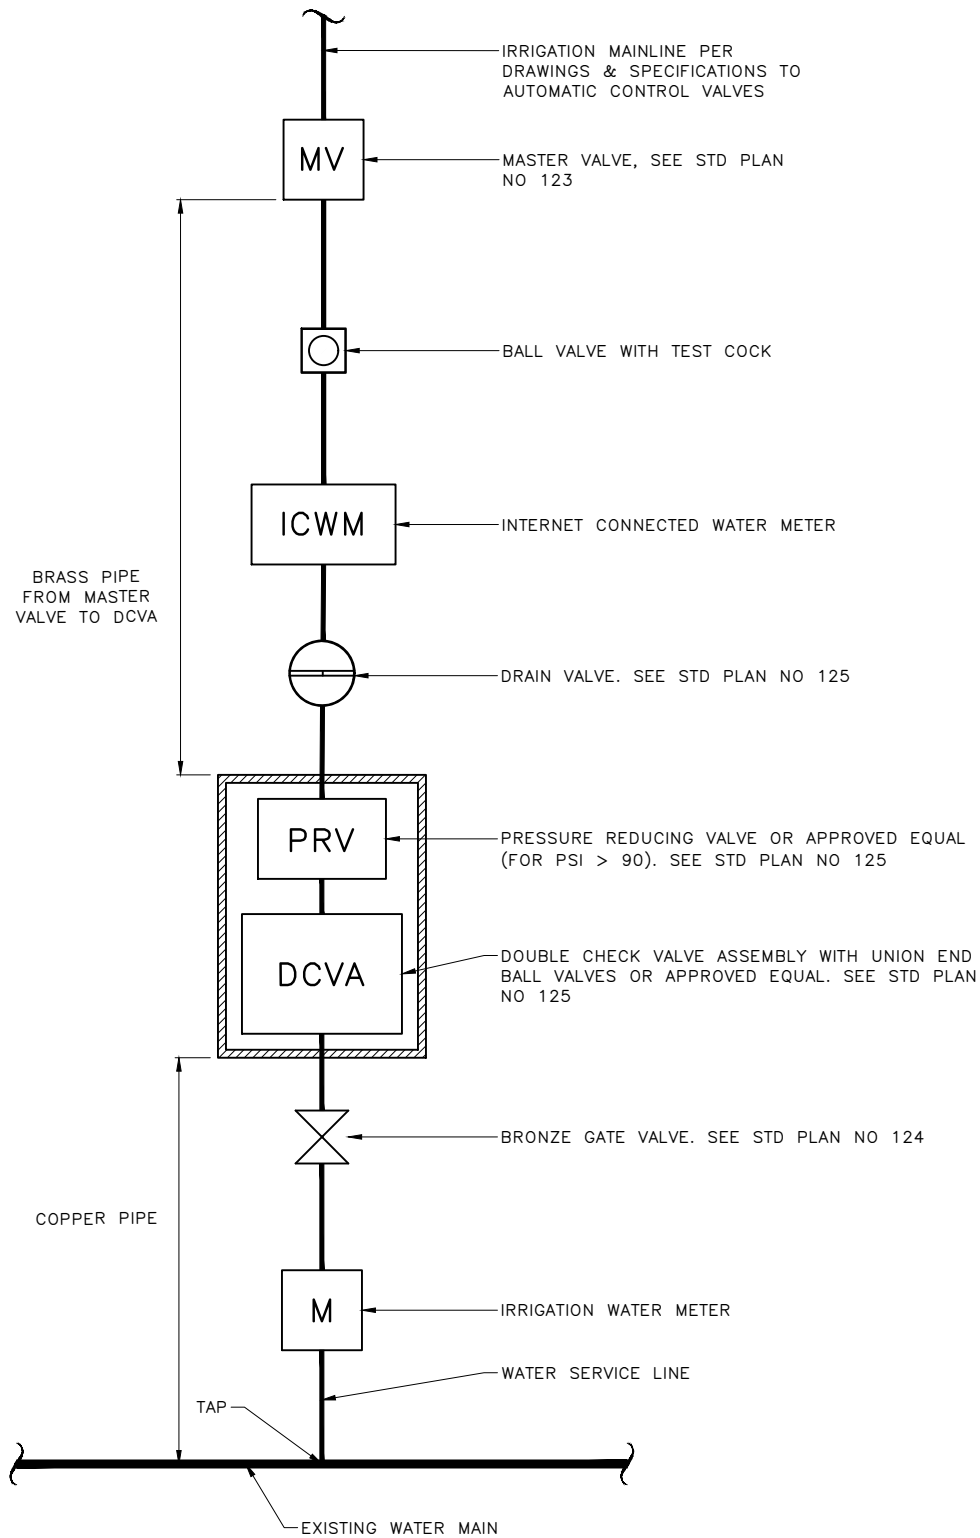 IRRIGATION MAINLINE PER
DRAWINGS & SPECIFICATIONS TO
AUTOMATIC CONTROL VALVES
MV
MASTER VALVE, SEE STD PLAN
NO 123
BALL VALVE WITH TEST COCK
ICWM
INTERNET CONNECTED WATER METER
BRASS PIPE
FROM MASTER
VALVE TO DCVA
DRAIN VALVE. SEE STD PLAN NO 125
PRV
PRESSURE REDUCING VALVE OR APPROVED EQUAL
(FOR PSI > 90). SEE STD PLAN NO 125
DCVA
DOUBLE CHECK VALVE ASSEMBLY WITH UNION END
BALL VALVES OR APPROVED EQUAL. SEE STD PLAN
NO 125
BRONZE GATE VALVE. SEE STD PLAN NO 124
COPPER PIPE
M
IRRIGATION WATER METER
WATER SERVICE LINE
TAP
EXISTING WATER MAIN